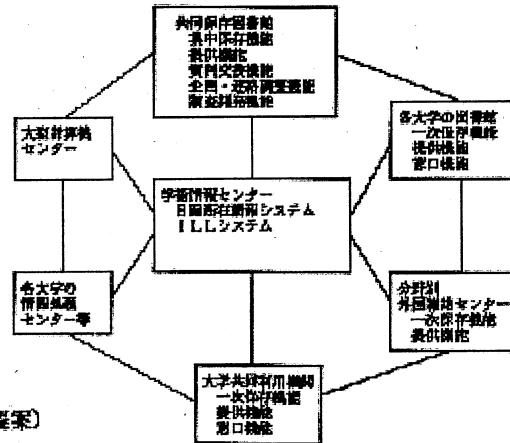 共同保存図書館
集中保存機能
提供機能
資料交換機能
企画・連絡調整機能
調査研究機能
大型計算機
センター
各大学の図書館
一次保存機能
提供機能
窓口機能
学術情報センター
目録所在情報システム
ILLシステム
各大学の
情報処理
センター等
分野別
外国雑誌センター
一次保存機能
提供機能
大学共同利用機関
一次保存機能
提供機能
窓口機能